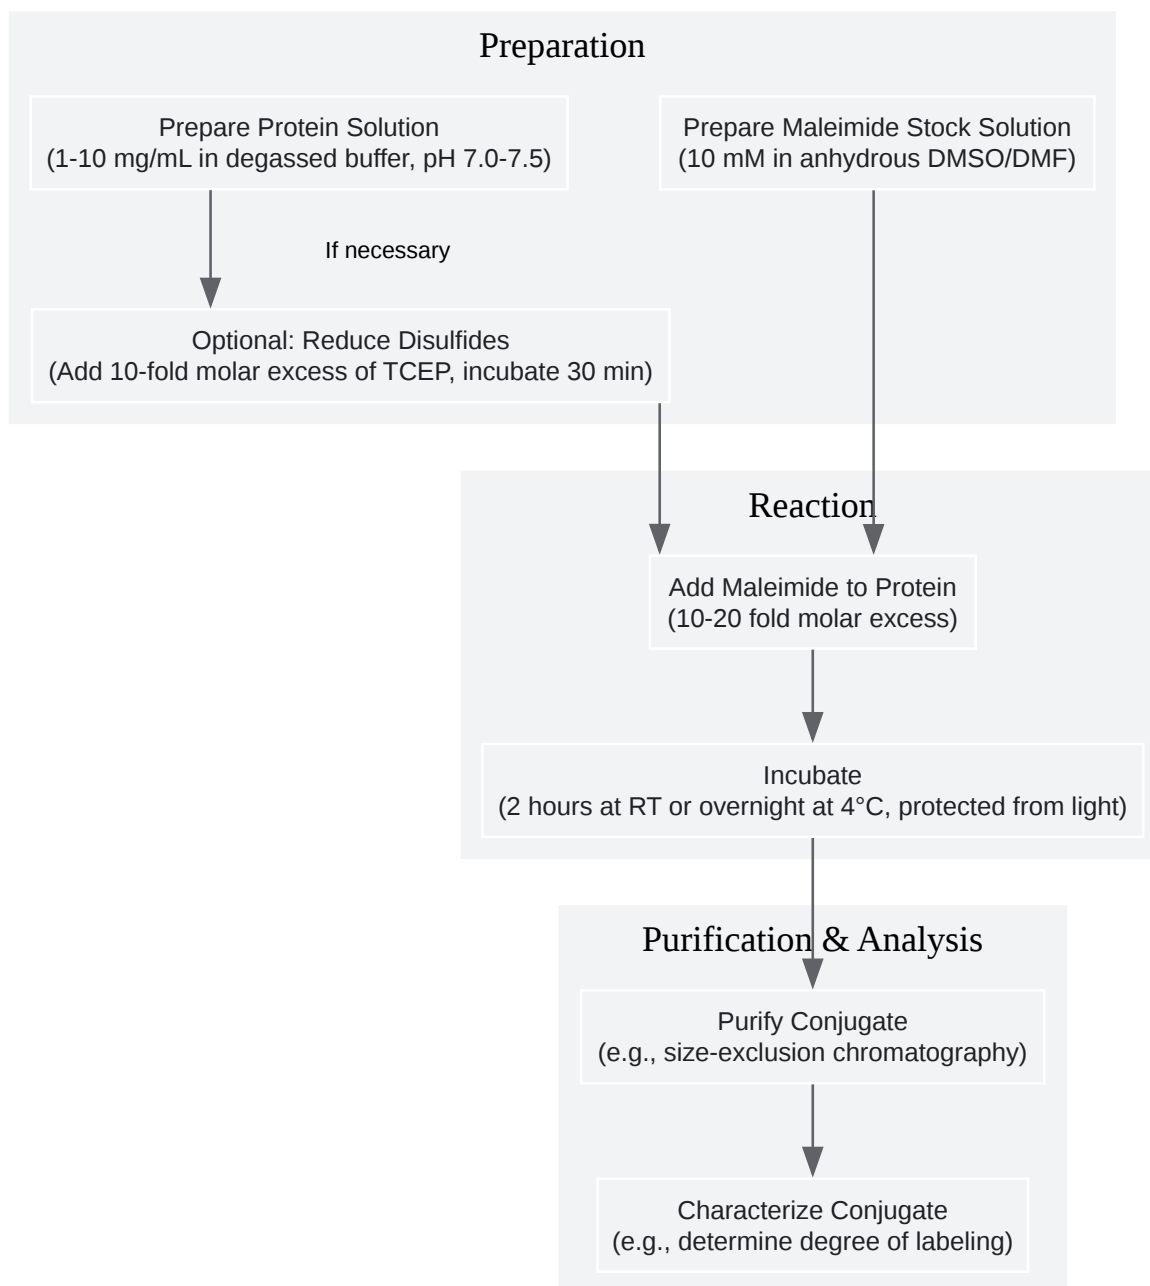 Preparation
Prepare Protein Solution
(1-10 mg/mL in degassed buffer, pH 7.0-7.5)
Prepare Maleimide Stock Solution
(10 mM in anhydrous DMSO/DMF)
If necessary
Optional: Reduce Disulfides
(Add 10-fold molar excess of TCEP, incubate 30 min)
Reaction
Add Maleimide to Protein
(10-20 fold molar excess)
Incubate
(2 hours at RT or overnight at 4°C, protected from light)
Purification & Analysis
Purify Conjugate
(e.g., size-exclusion chromatography)
Characterize Conjugate
(e.g., determine degree of labeling)